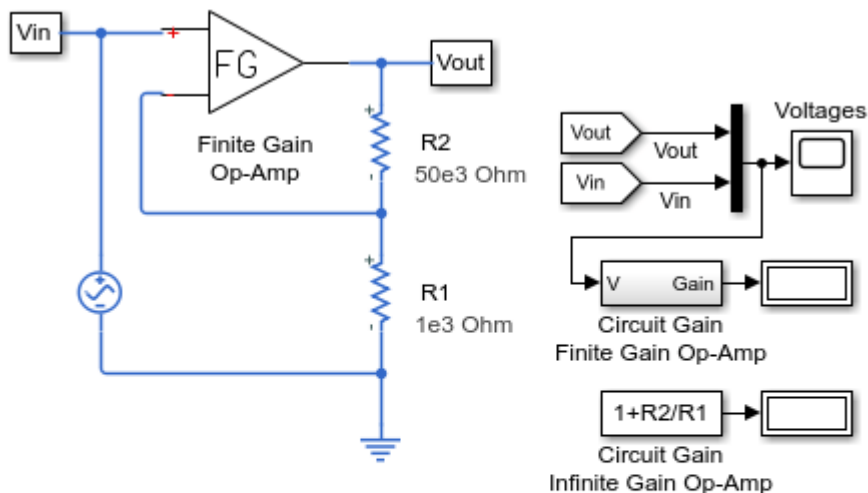 Vin
FG
Vout
Finite Gain
Op-Amp
R2
50e3 Ohm
R1
1e3 Ohm
Voltages
Vout
Vout
Vin
Vin
V
Gain
Circuit Gain
Finite Gain Op-Amp
1+R2/R1
Circuit Gain
Infinite Gain Op-Amp